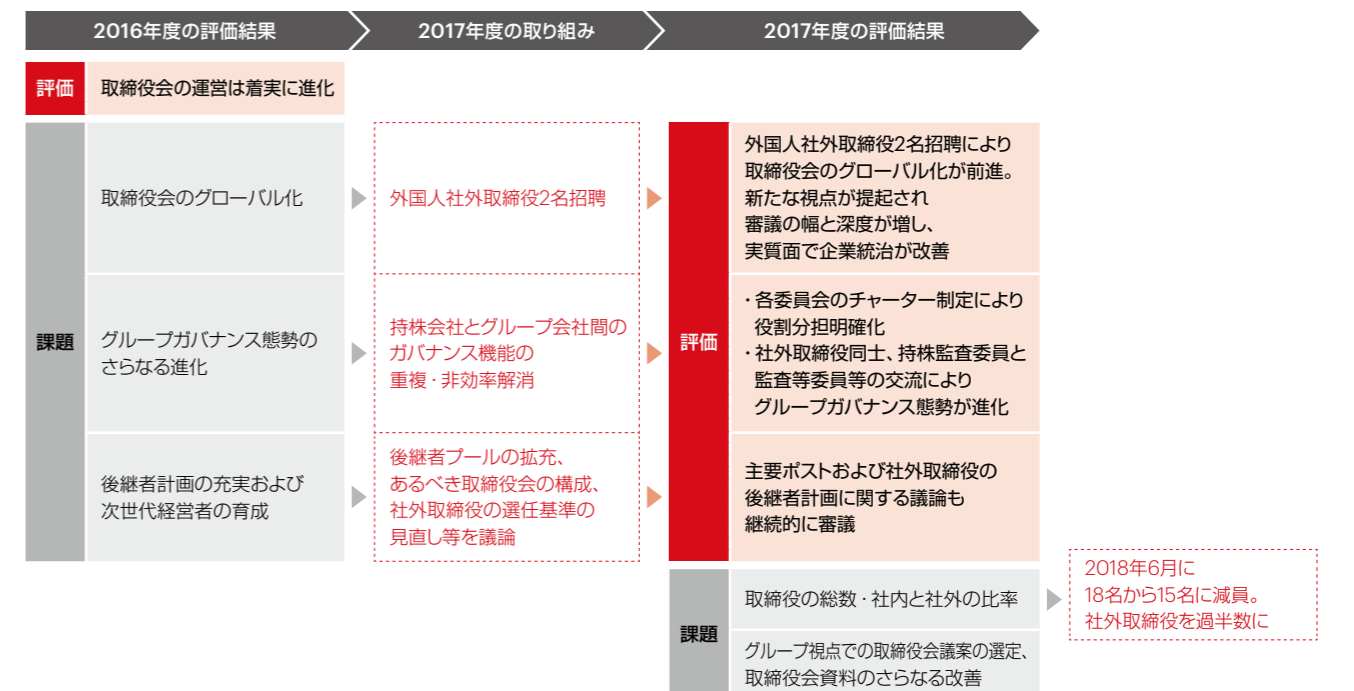 2016年度の評価結果
2017年度の取り組み
2017年度の評価結果
評価
取締役会の運営は着実に進化
課題
取締役会のグローバル化
外国人社外取締役2名招聘
評価
外国人社外取締役2名招聘により
取締役会のグローバル化が前進。
新たな視点が提起され
審議の幅と深度が増し、
実質面で企業統治が改善
グループガバナンス態勢の
さらなる進化
持株会社とグループ会社間の
ガバナンス機能の
重複・非効率解消
・各委員会のチャーター制定により
役割分担明確化
・社外取締役同士、持株監査委員と
監査等委員等の交流により
グループガバナンス態勢が進化
後継者計画の充実および
次世代経営者の育成
後継者プールの拡充、
あるべき取締役会の構成、
社外取締役の選任基準の
見直し等を議論
主要ポストおよび社外取締役の
後継者計画に関する議論も
継続的に審議
課題
取締役の総数・社内と社外の比率
2018年6月に
18名から15名に減員。
社外取締役を過半数に
グループ視点での取締役会議案の選定、
取締役会資料のさらなる改善